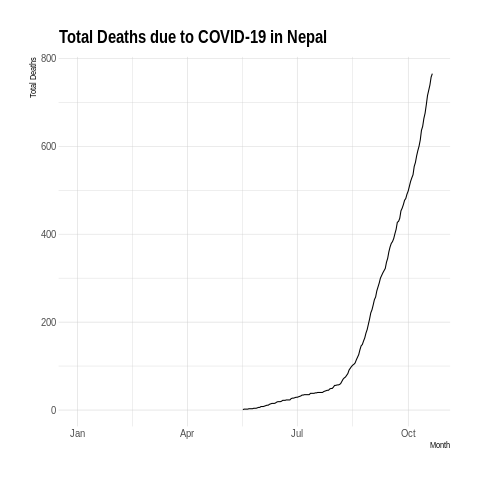 Total Deaths due to COVID-19 in Nepal
Total Deaths
800
600
400
200
0
Jan Apr Jul Oct
Month